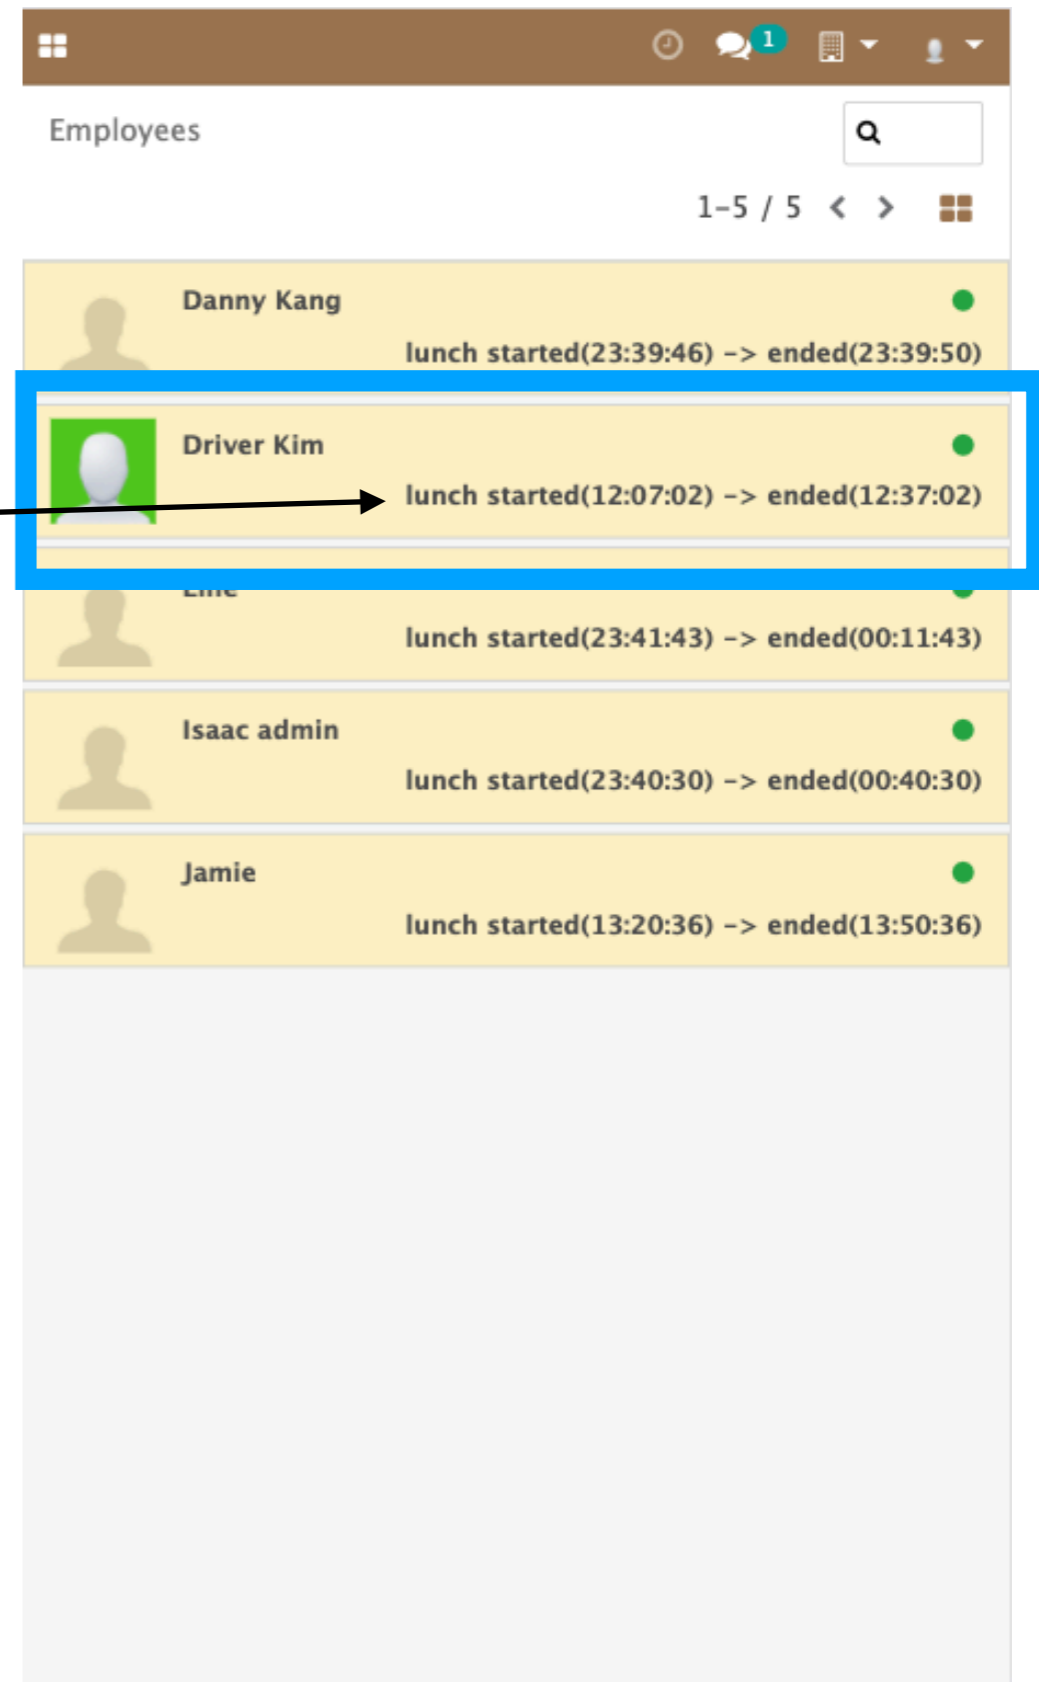 1
Employees
1-5 / 5
Danny Kang
lunch started(23:39:46) -> ended(23:39:50)
Driver Kim
lunch started(12:07:02) -> ended(12:37:02)
lunch started(23:41:43) -> ended(00:11:43)
Isaac admin
lunch started(23:40:30) -> ended(00:40:30)
Jamie
lunch started(13:20:36) -> ended(13:50:36)